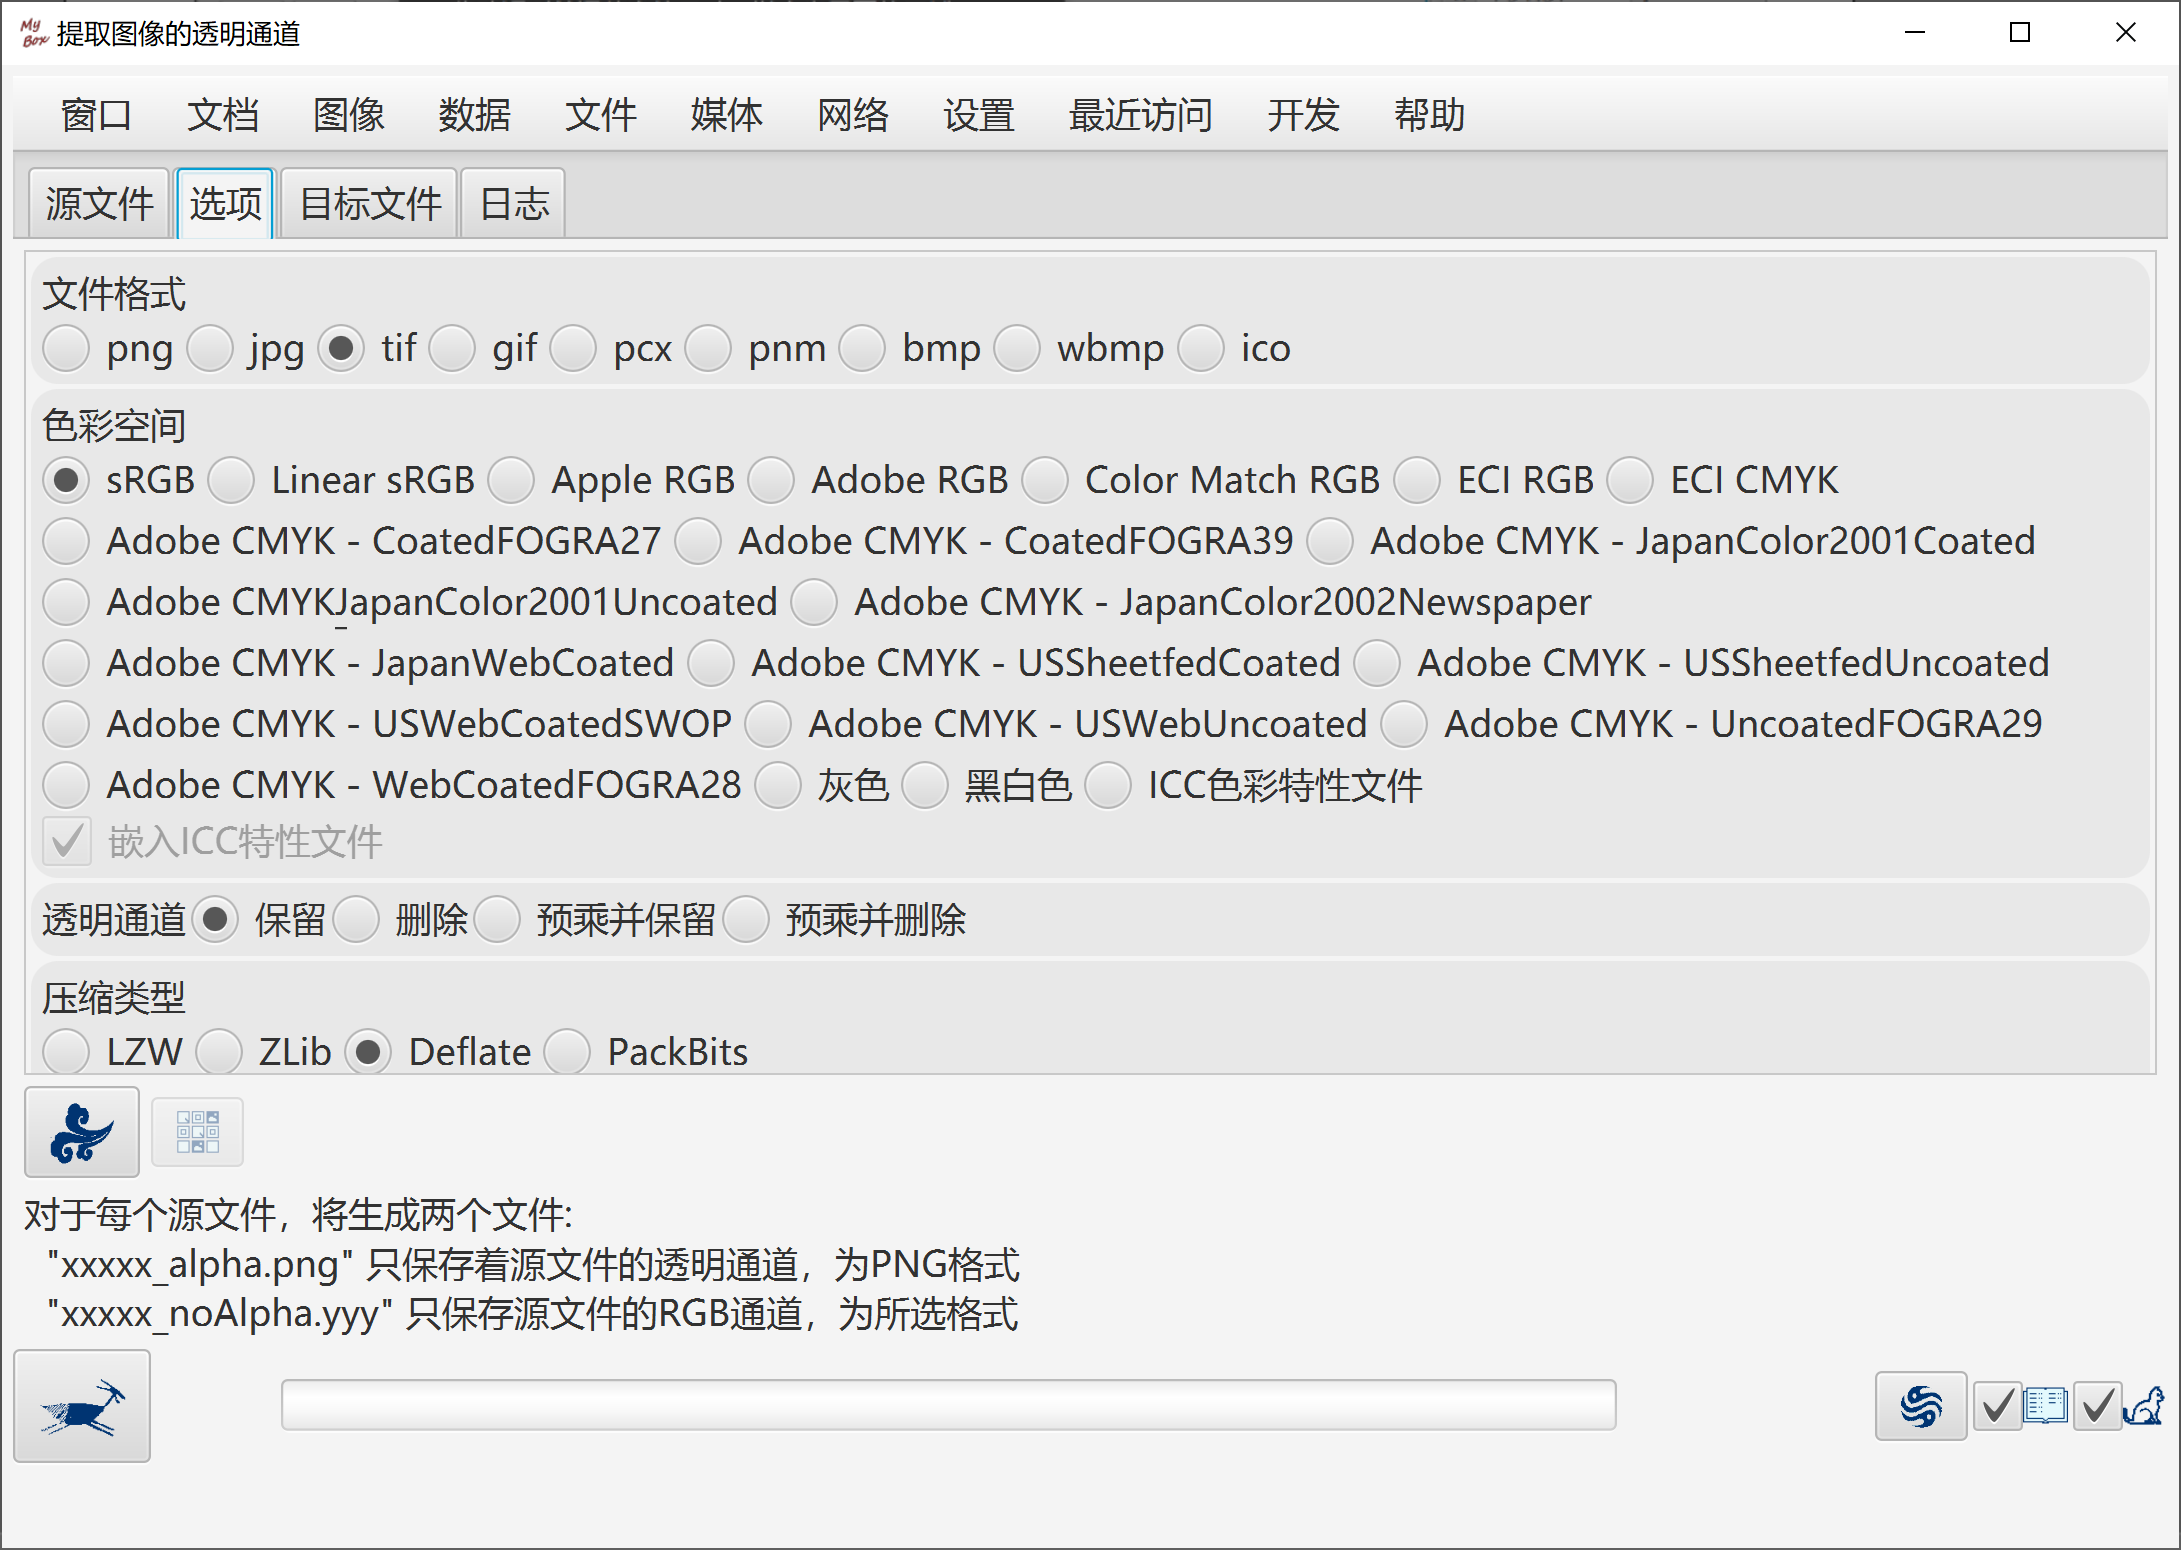 My Box 提取图像的透明通道
窗口 文档 图像 数据 文件 媒体 网络 设置 最近访问 开发 帮助
源文件 选项 目标文件 日志
文件格式
png jpg tif gif pcx pnm bmp wbmp ico
色彩空间
sRGB Linear sRGB Apple RGB Adobe RGB Color Match RGB ECI RGB ECI CMYK
Adobe CMYK - CoatedFOGRA27 Adobe CMYK - CoatedFOGRA39 Adobe CMYK - JapanColor2001Coated
Adobe CMYK_JapanColor2001Uncoated Adobe CMYK - JapanColor2002Newspaper
Adobe CMYK - JapanWebCoated Adobe CMYK - USSheetfedCoated Adobe CMYK - USSheetfedUncoated
Adobe CMYK - USWebCoatedSWOP Adobe CMYK - USWebUncoated Adobe CMYK - UncoatedFOGRA29
Adobe CMYK - WebCoatedFOGRA28 灰色 黑白色 ICC色彩特性文件
嵌入ICC特性文件
透明通道 保留 删除 预乘并保留 预乘并删除
压缩类型
LZW ZLib Deflate PackBits
对于每个源文件，将生成两个文件:
"xxxxx_alpha.png" 只保存着源文件的透明通道，为PNG格式
"xxxxx_noAlpha.yyy" 只保存源文件的RGB通道，为所选格式